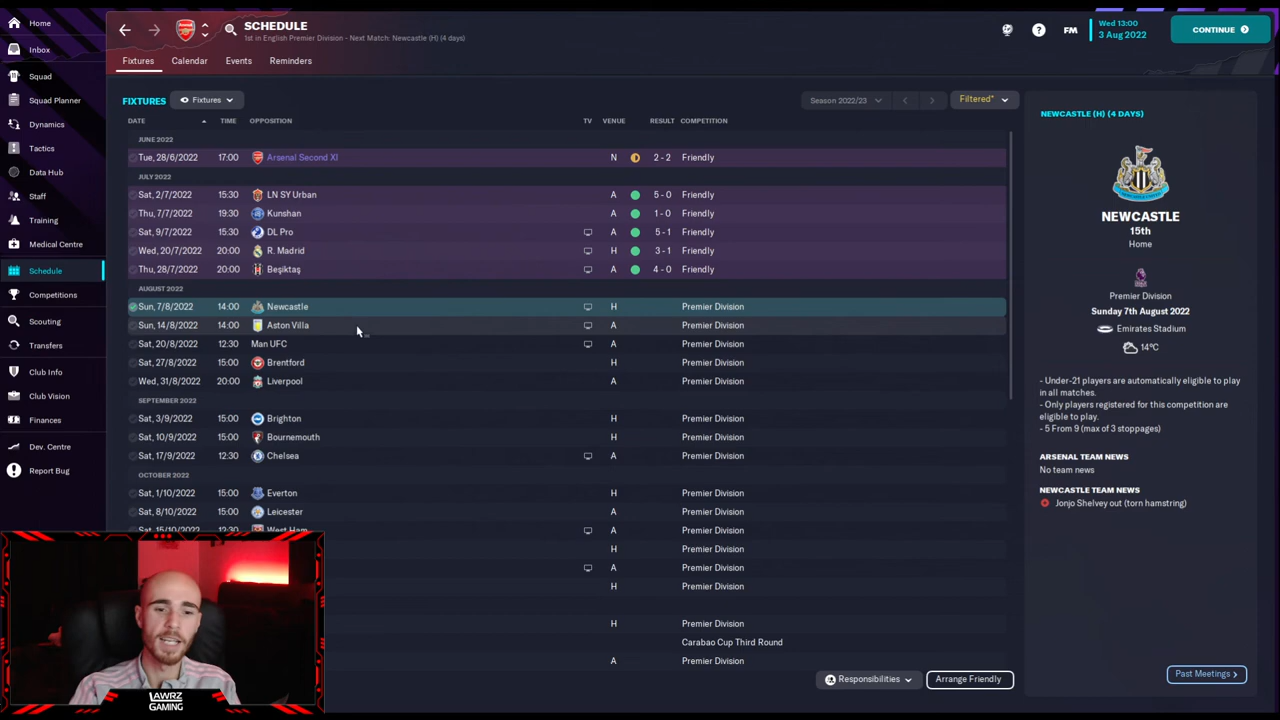 Home
Inbox
Squad
Squad Planner
Dynamics
Tactics
Data Hub
Staff
Training
Medical Centre
Schedule
Competitions
Scouting
Transfers
Club Info
Club Vision
Finances
Dev. Centre
Report Bug
SCHEDULE
1st in English Premier Division - Next Match: Newcastle (H) (4 days)
?
FM
Wed 13:00
3 Aug 2022
CONTINUE
Fixtures Calendar Events Reminders
FIXTURES
Fixtures
Season 2022/23
Filtered*
DATE TIME OPPOSITION TV VENUE RESULT COMPETITION
JUNE 2022
Tue, 28/6/2022 17:00 Arsenal Second XI N 2 - 2 Friendly
JULY 2022
Sat, 2/7/2022 15:30 LN SY Urban A 5 - 0 Friendly
Thu, 7/7/2022 19:30 Kunshan A 1 - 0 Friendly
Sat, 9/7/2022 15:30 DL Pro A 5 - 1 Friendly
Wed, 20/7/2022 20:00 R. Madrid H 3 - 1 Friendly
Thu, 28/7/2022 20:00 Beşiktaş A 4 - 0 Friendly
AUGUST 2022
Sun, 7/8/2022 14:00 Newcastle H Premier Division
Sun, 14/8/2022 14:00 Aston Villa A Premier Division
Sat, 20/8/2022 12:30 Man UFC A Premier Division
Sat, 27/8/2022 15:00 Brentford H Premier Division
Wed, 31/8/2022 20:00 Liverpool A Premier Division
SEPTEMBER 2022
Sat, 3/9/2022 15:00 Brighton H Premier Division
Sat, 10/9/2022 15:00 Bournemouth H Premier Division
Sat, 17/9/2022 12:30 Chelsea A Premier Division
OCTOBER 2022
Sat, 1/10/2022 15:00 Everton H Premier Division
Sat, 8/10/2022 15:00 Leicester A Premier Division
Sat, 15/10/2022 12:30 West Ham A Premier Division
H Premier Division
A Premier Division
H Premier Division
H Premier Division
Carabao Cup Third Round
A Premier Division
Responsibilities
Arrange Friendly
NEWCASTLE (H) (4 DAYS)
NEWCASTLE
15th
Home
Premier Division
Sunday 7th August 2022
Emirates Stadium
14°C
- Under-21 players are automatically eligible to play
in all matches.
- Only players registered for this competition are
eligible to play.
- 5 From 9 (max of 3 stoppages)
ARSENAL TEAM NEWS
No team news
NEWCASTLE TEAM NEWS
Jonjo Shelvey out (torn hamstring)
Past Meetings
LAWRZ
GAMING